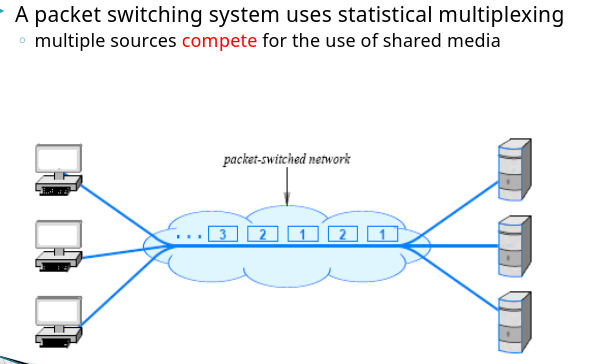 A packet switching system uses statistical multiplexing
multiple sources compete for the use of shared media
packet-switched network
. . . 3 2 1 2 1